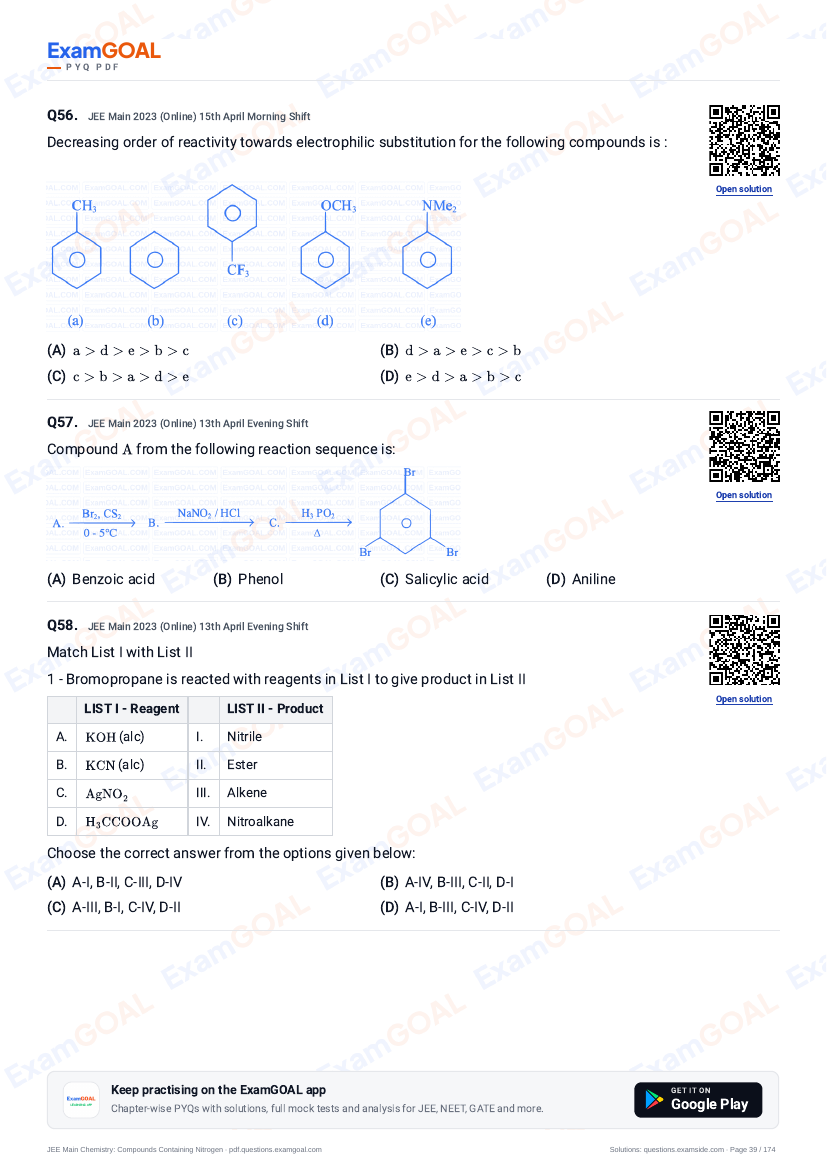 ExamGOAL
PYQ PDF
Q56. JEE Main 2023 (Online) 15th April Morning Shift
Decreasing order of reactivity towards electrophilic substitution for the following compounds is :
Open solution
CH3 OCH3 NMe2
CF3
(a) (b) (c) (d) (e)
(A) a > d > e > b > c (B) d > a > e > c > b
(C) c > b > a > d > e (D) e > d > a > b > c
Q57. JEE Main 2023 (Online) 13th April Evening Shift
Compound A from the following reaction sequence is:
Open solution
Br
A. Br2, CS2 0 - 5°C B. NaNO2 / HCl C. H3 PO2 Δ
Br Br
(A) Benzoic acid (B) Phenol (C) Salicylic acid (D) Aniline
Q58. JEE Main 2023 (Online) 13th April Evening Shift
Match List I with List II
1 - Bromopropane is reacted with reagents in List I to give product in List II
Open solution
LIST I - Reagent LIST II - Product
A. KOH (alc) I. Nitrile
B. KCN (alc) II. Ester
C. AgNO2 III. Alkene
D. H3CCOOAg IV. Nitroalkane
Choose the correct answer from the options given below:
(A) A-I, B-II, C-III, D-IV (B) A-IV, B-III, C-II, D-I
(C) A-III, B-I, C-IV, D-II (D) A-I, B-III, C-IV, D-II
Keep practising on the ExamGOAL app
Chapter-wise PYQs with solutions, full mock tests and analysis for JEE, NEET, GATE and more.
GET IT ON
Google Play
JEE Main Chemistry: Compounds Containing Nitrogen · pdf.questions.examgoal.com
Solutions: questions.examside.com · Page 39 / 174